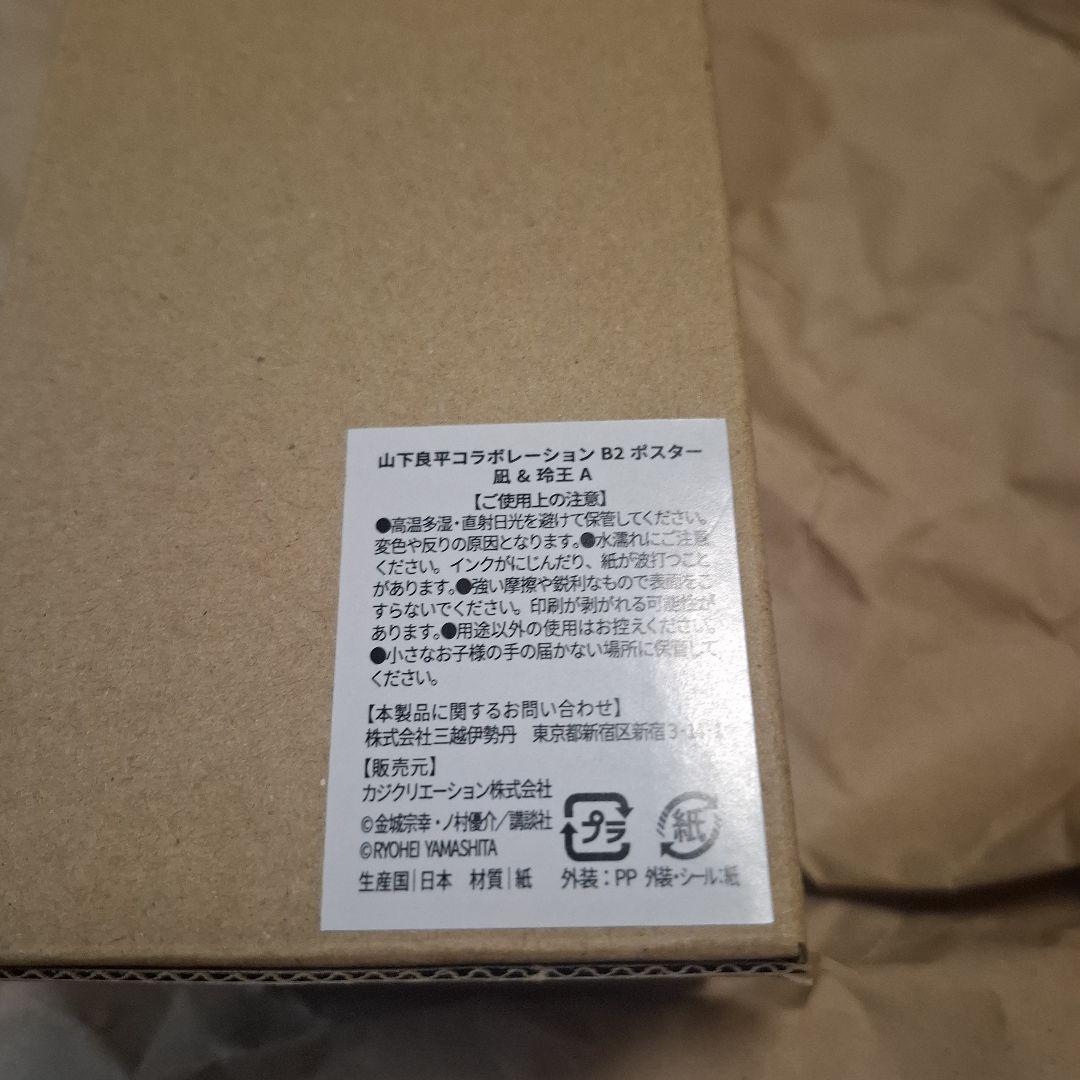 山下良平コラボレーション B2 ポスター
凪 & 玲王 A
【ご使用上の注意】
●高温多湿・直射日光を避けて保管してください。
変色や反りの原因となります。●水濡れにご注意
ください。インクがにじんだり、紙が波打つこと
があります。●強い摩擦や鋭利なもので表面をこ
すらないでください。印刷が剥がれる可能性が
あります。●用途以外の使用はお控えください。
●小さなお子様の手の届かない場所に保管して
ください。
【本製品に関するお問い合わせ】
株式会社三越伊勢丹 東京都新宿区新宿 3-14-1
【販売元】
カジクリエーション株式会社
©金城宗幸・ノ村優介／講談社
©RYOHEI YAMASHITA
プラ
紙
生産国|日本 材質|紙 外装：PP 外装・シール：紙